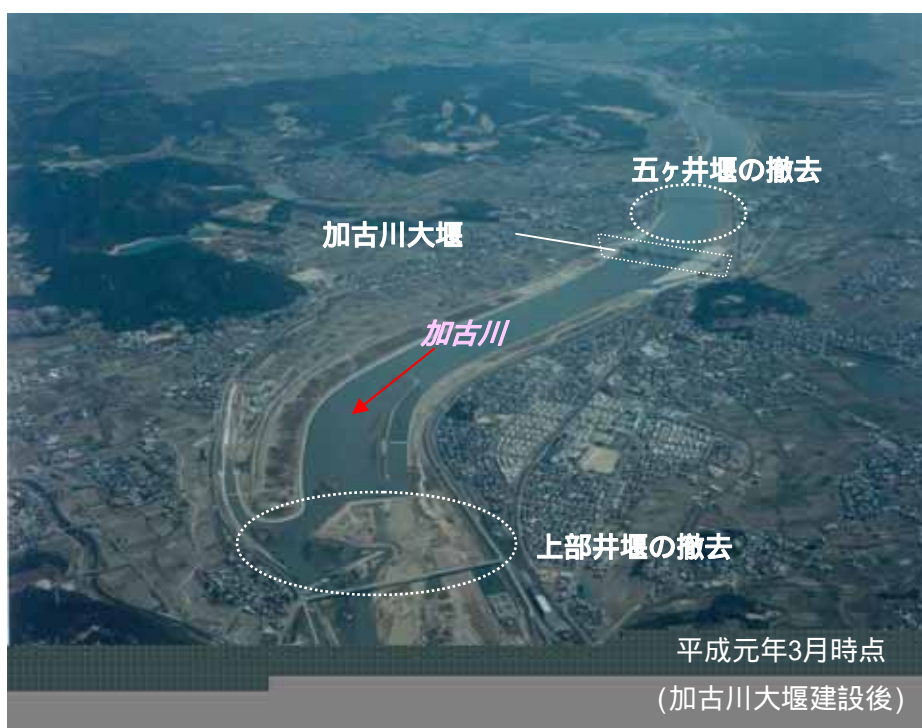 五ヶ井堰の撤去
加古川大堰
加古川
上部井堰の撤去
平成元年3月時点
(加古川大堰建設後)